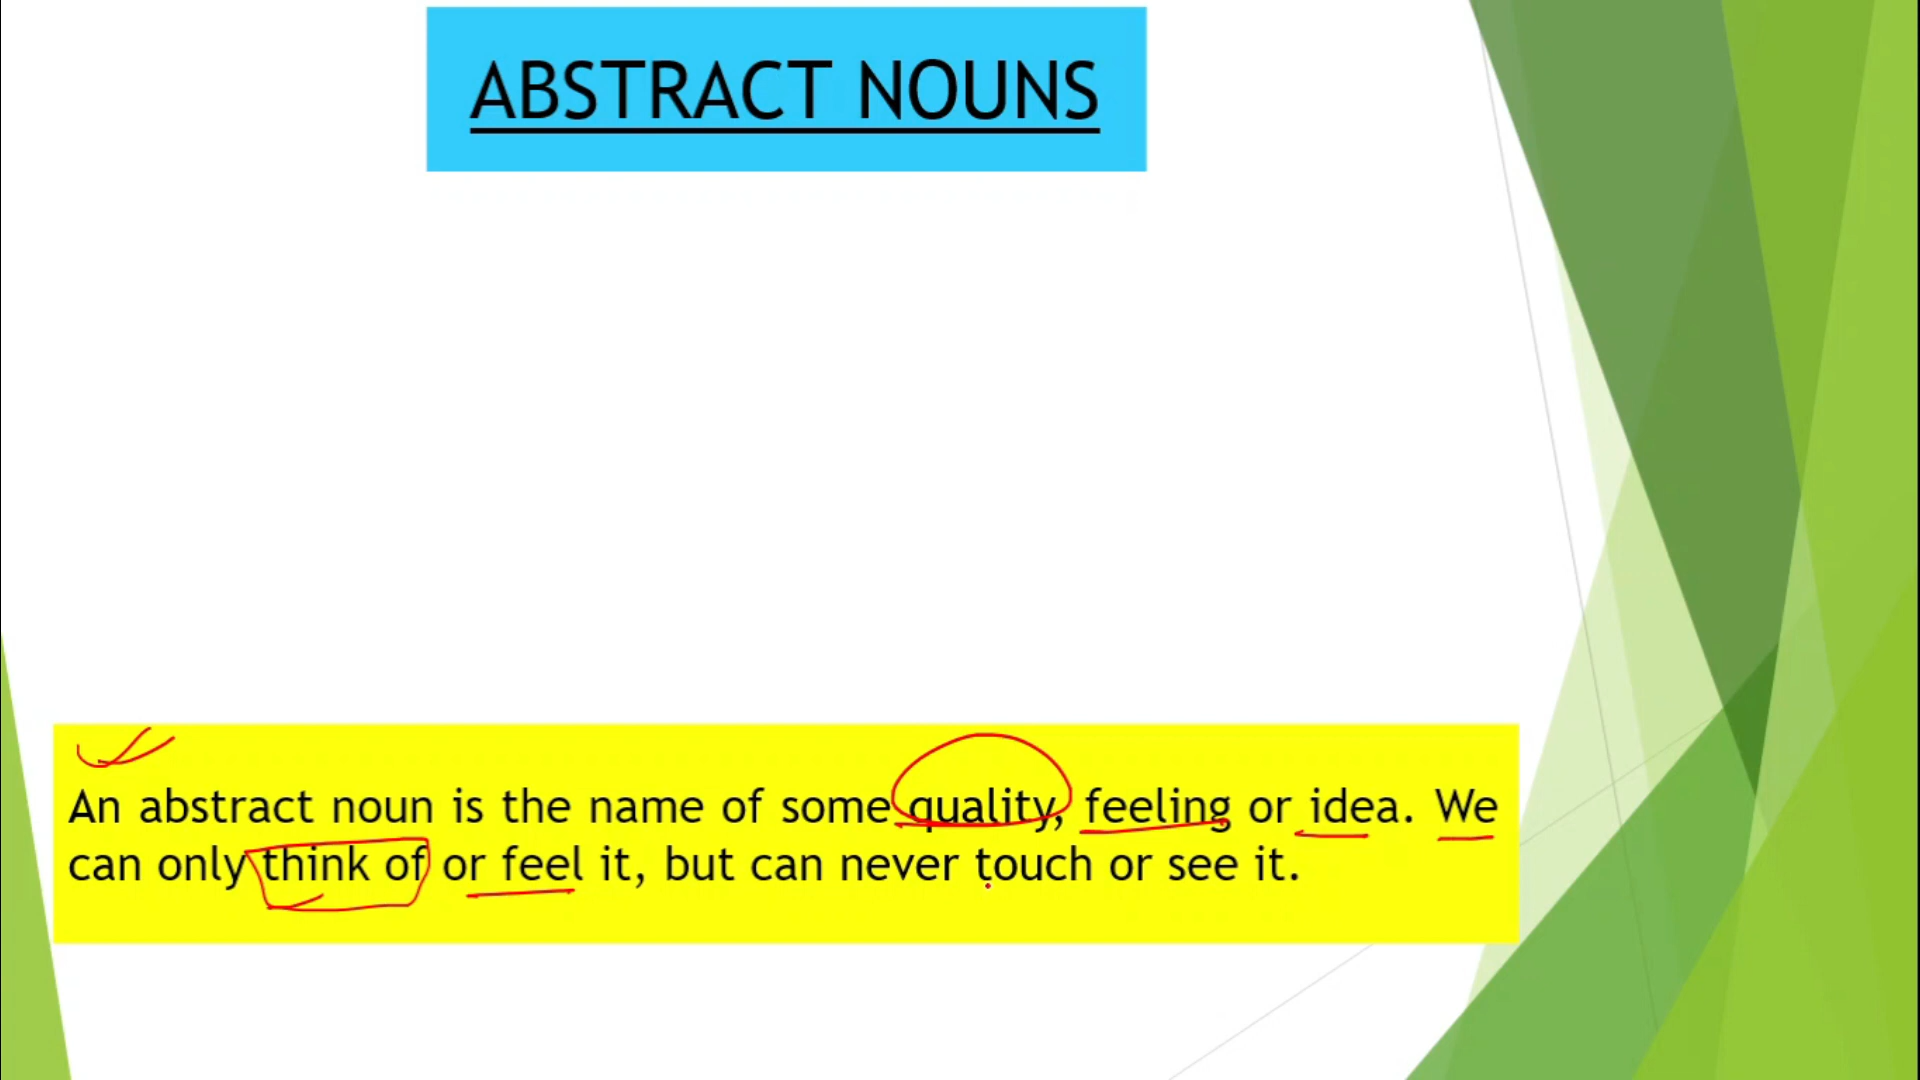 ABSTRACT NOUNS
An abstract noun is the name of some quality, feeling or idea. We
can only think of or feel it, but can never touch or see it.